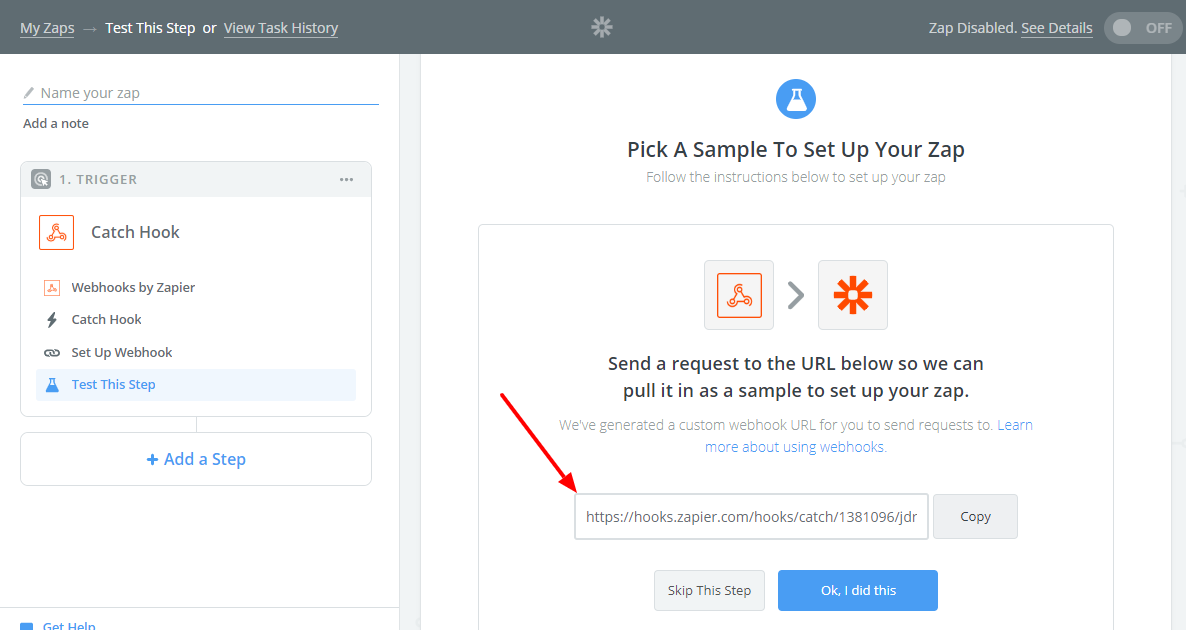 My Zaps → Test This Step or View Task History
Zap Disabled. See Details OFF
Name your zap
Add a note
1. TRIGGER
Catch Hook
Webhooks by Zapier
Catch Hook
Set Up Webhook
Test This Step
+ Add a Step
Get Help
Pick A Sample To Set Up Your Zap
Follow the instructions below to set up your zap
Send a request to the URL below so we can
pull it in as a sample to set up your zap.
We've generated a custom webhook URL for you to send requests to. Learn
more about using webhooks.
https://hooks.zapier.com/hooks/catch/1381096/jdr
Copy
Skip This Step
Ok, I did this